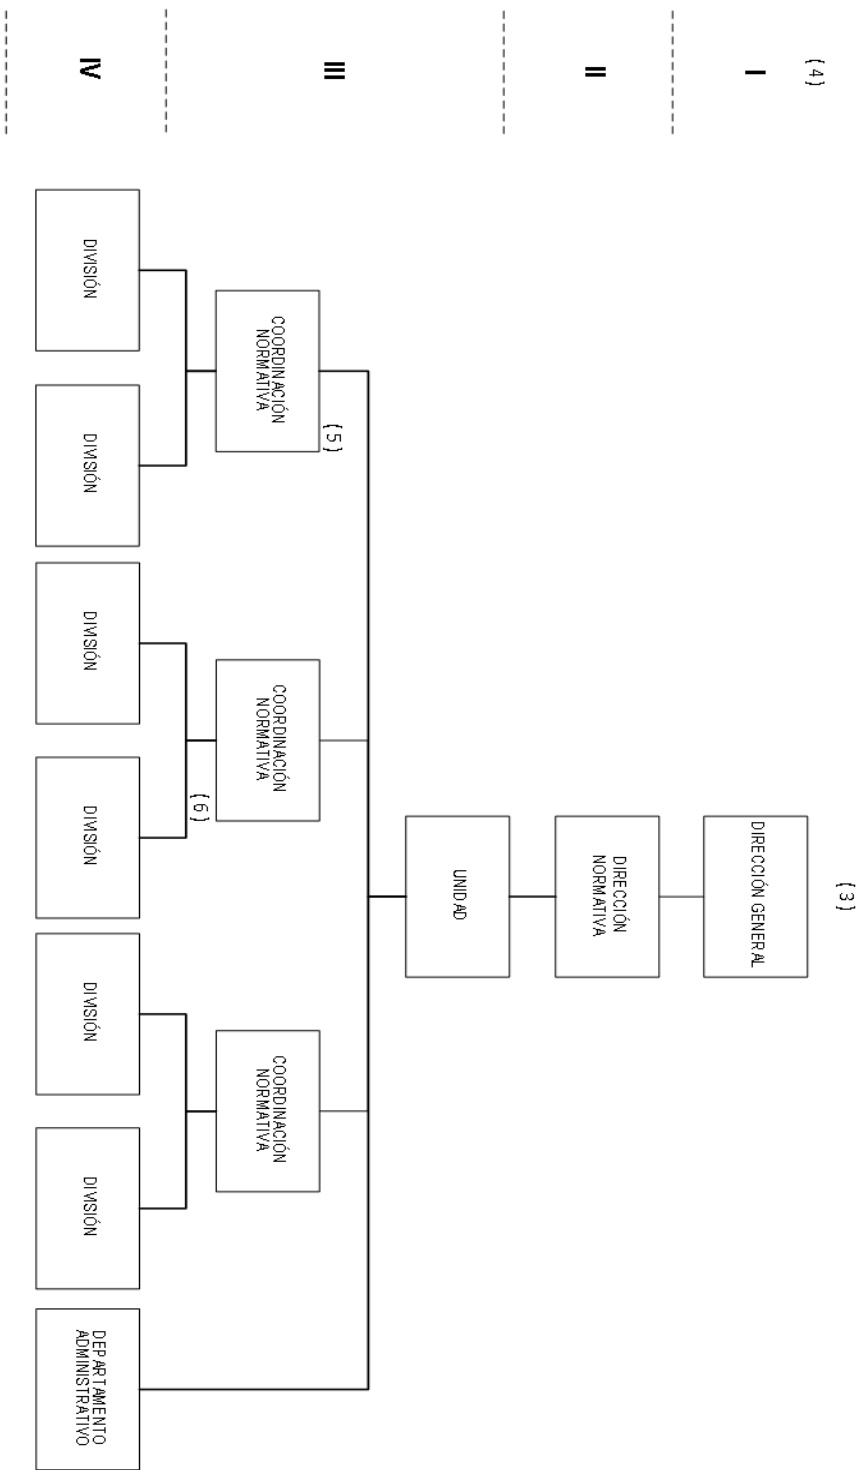 (3)
(4)
I
DIRECCIÓN GENERAL
II
DIRECCIÓN
NORMATIVA
III
UNIDAD
(5)
COORDINACIÓN
NORMATIVA
COORDINACIÓN
NORMATIVA
COORDINACIÓN
NORMATIVA
(6)
IV
DIVISIÓN
DIVISIÓN
DIVISIÓN
DIVISIÓN
DIVISIÓN
DIVISIÓN
DEPARTAMENTO
ADMINISTRATIVO